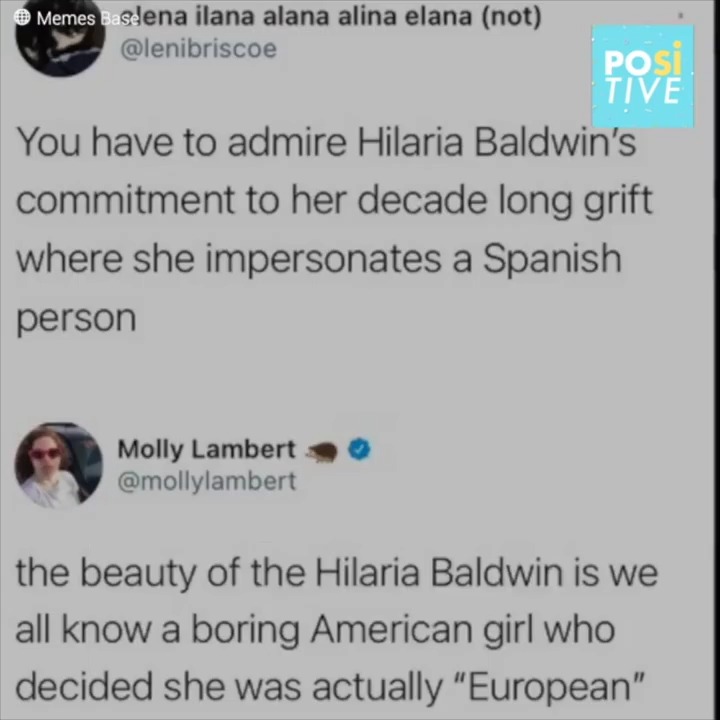 Memes Base
lena ilana alana alina elana (not)
@lenibriscoe
POSi
TIVE
You have to admire Hilaria Baldwin's
commitment to her decade long grift
where she impersonates a Spanish
person
Molly Lambert
@mollylambert
the beauty of the Hilaria Baldwin is we
all know a boring American girl who
decided she was actually “European”